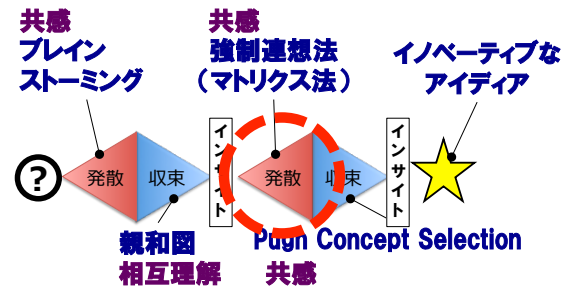 共感
ブレイン
ストーミング
共感
強制連想法
（マトリクス法）
イノベーティブな
アイディア
?
発散
収束
インサイト
発散
収束
インサイト
親和図
相互理解
Pugh Concept Selection
共感